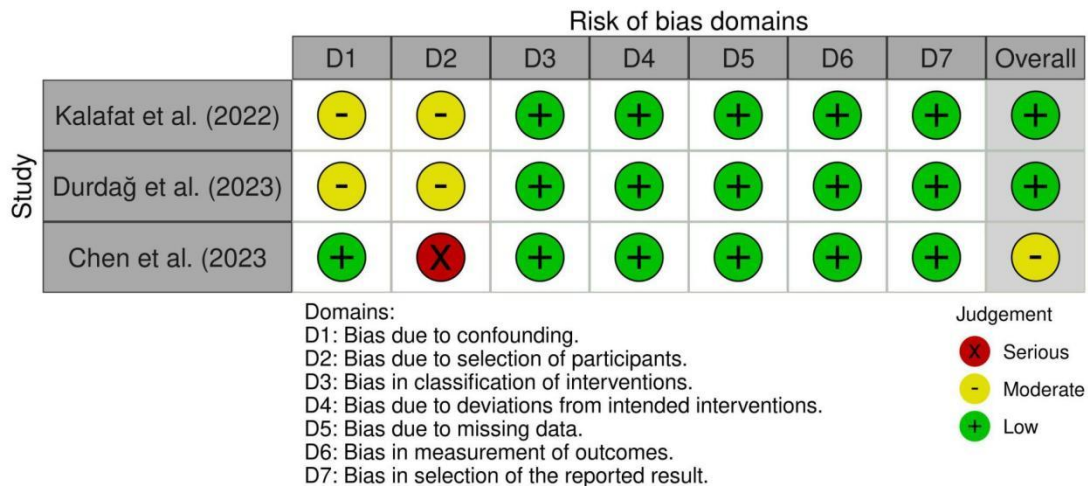 Risk of bias domains
D1 D2 D3 D4 D5 D6 D7 Overall
Study
Kalafat et al. (2022) - - + + + + + +
Durdağ et al. (2023) - - + + + + + +
Chen et al. (2023 + X + + + + + -
Domains:
D1: Bias due to confounding.
D2: Bias due to selection of participants.
D3: Bias in classification of interventions.
D4: Bias due to deviations from intended interventions.
D5: Bias due to missing data.
D6: Bias in measurement of outcomes.
D7: Bias in selection of the reported result.
Judgement
X Serious
- Moderate
+ Low